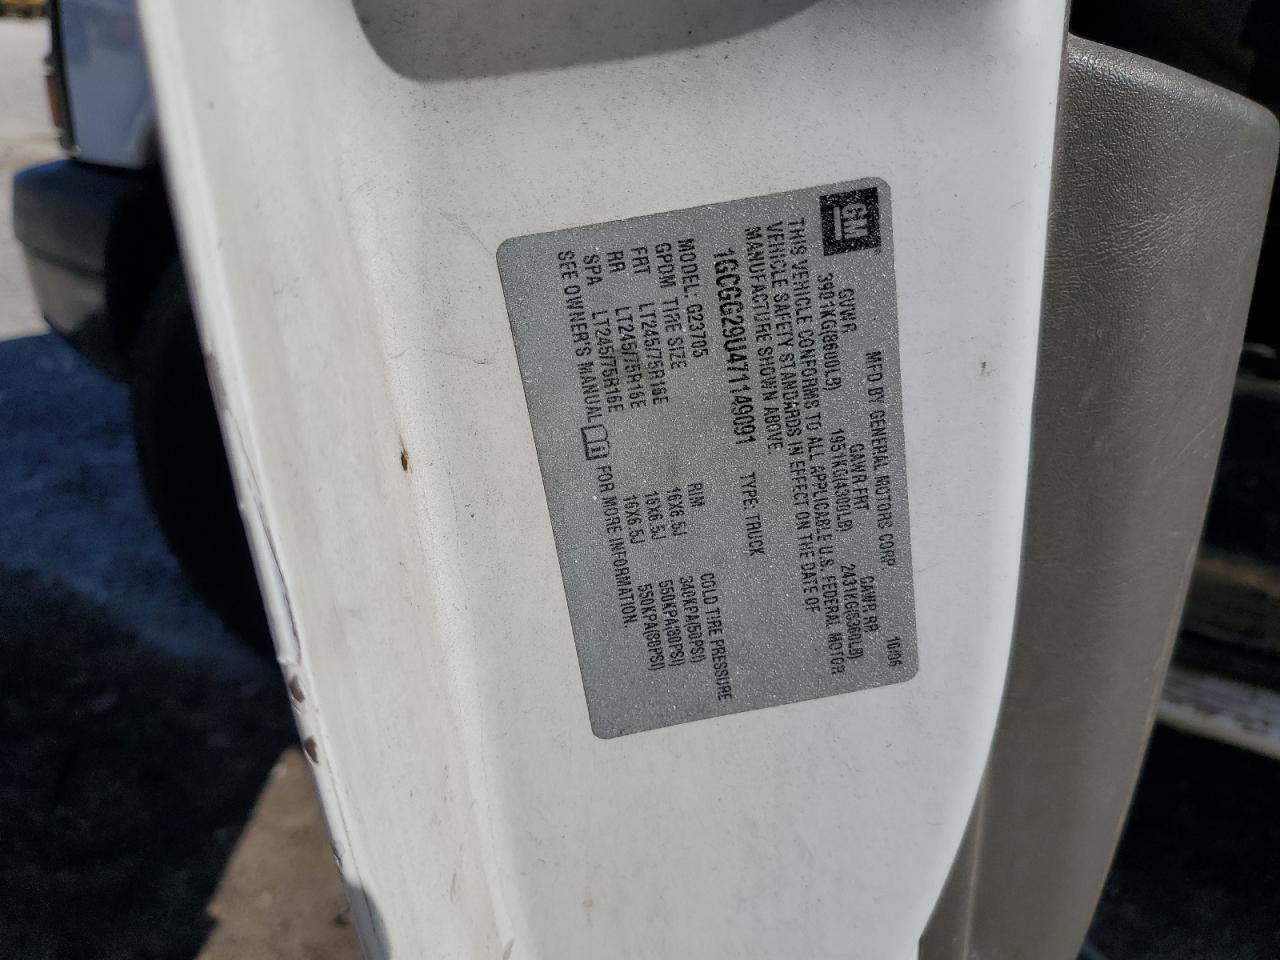 GM
MFD BY GENERAL MOTORS CORP 10/06
GVWR GAWR FRT GAWR RR
3901KG(8600LB) 1951KG(4300LB) 2431KG(5360LB)
THIS VEHICLE CONFORMS TO ALL APPLICABLE U.S. FEDERAL MOTOR
VEHICLE SAFETY STANDARDS IN EFFECT ON THE DATE OF
MANUFACTURE SHOWN ABOVE.
1GCGG29U471149091 TYPE: TRUCK
MODEL: G23705
GPDM TIRE SIZE RIM COLD TIRE PRESSURE
FRT LT245/75R16E 16X6.5J 340KPA(50PSI)
RR LT245/75R16E 16X6.5J 550KPA(80PSI)
SPA LT245/75R16E 16X6.5J 550KPA(80PSI)
SEE OWNER'S MANUAL FOR MORE INFORMATION.